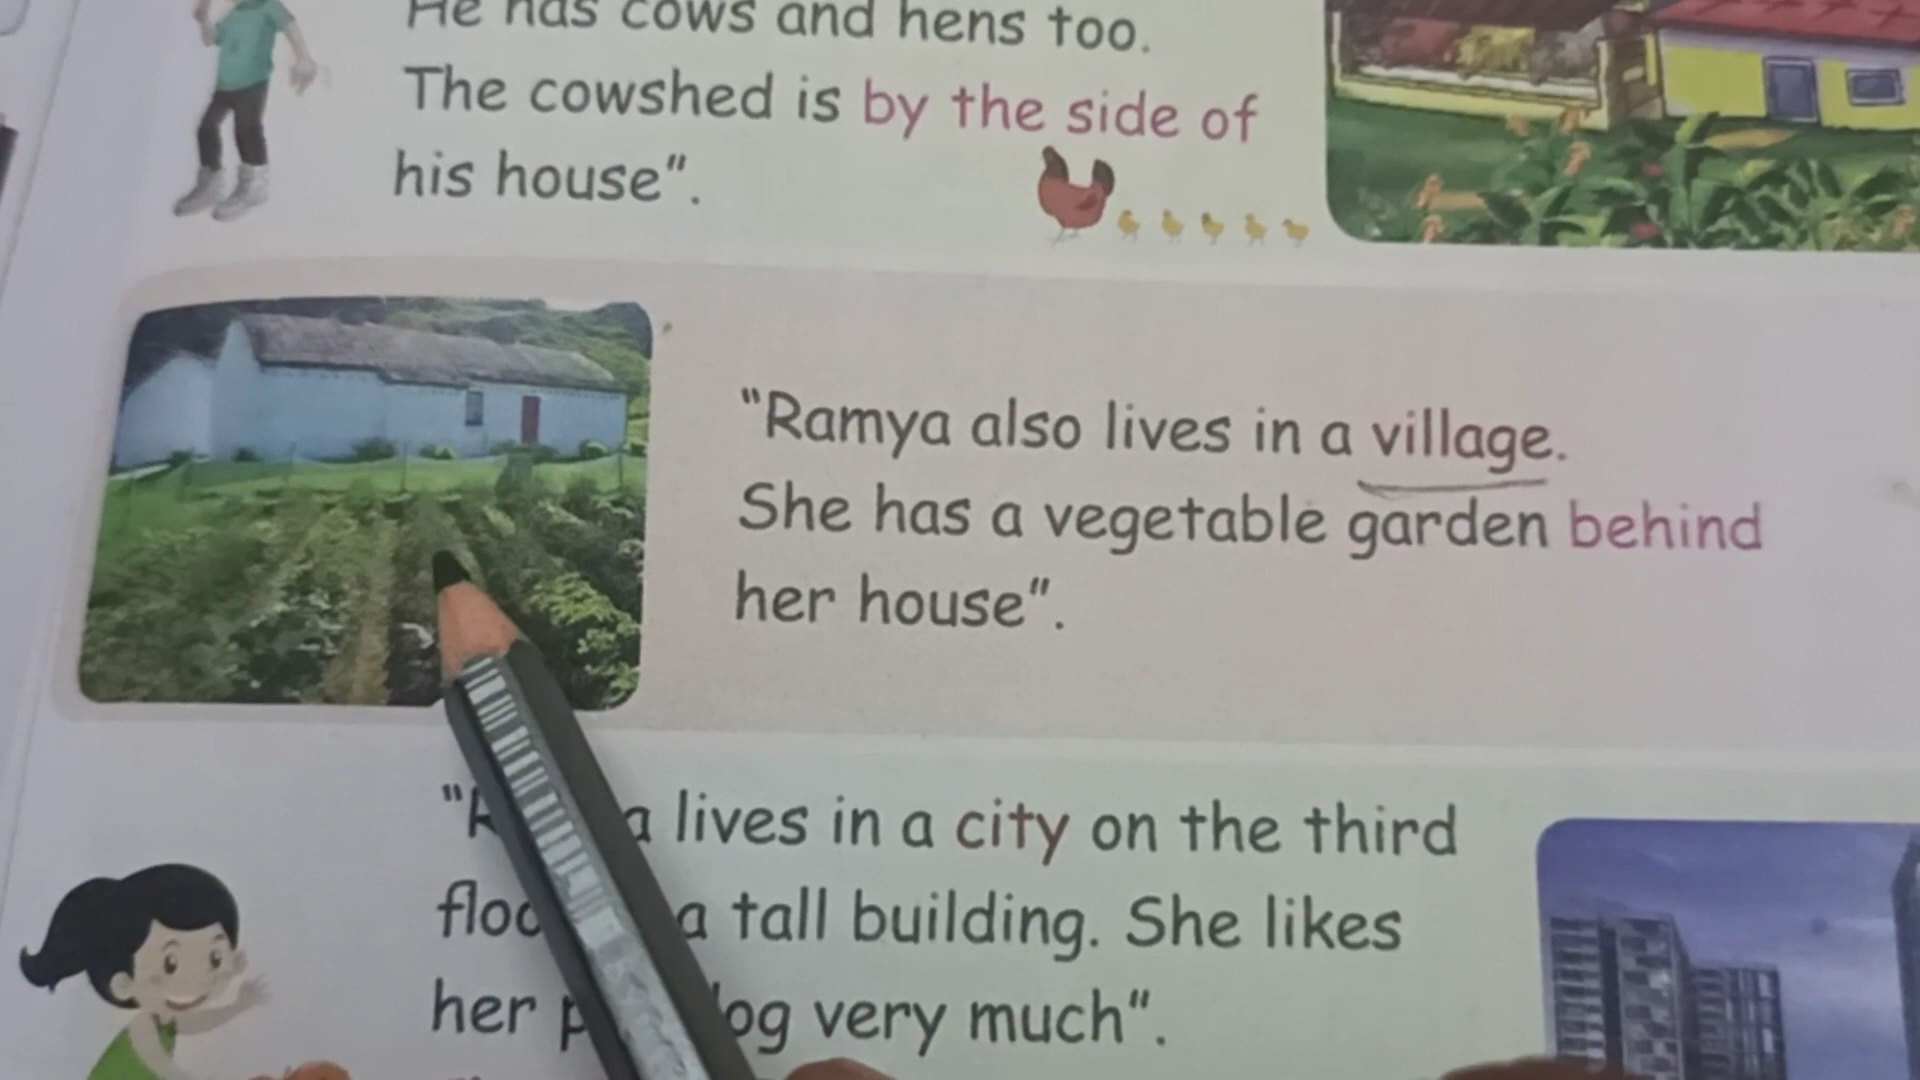 He has cows and hens too.
The cowshed is by the side of
his house".
"Ramya also lives in a village.
She has a vegetable garden behind
her house".
lives in a city on the third
a tall building. She likes
her very much".